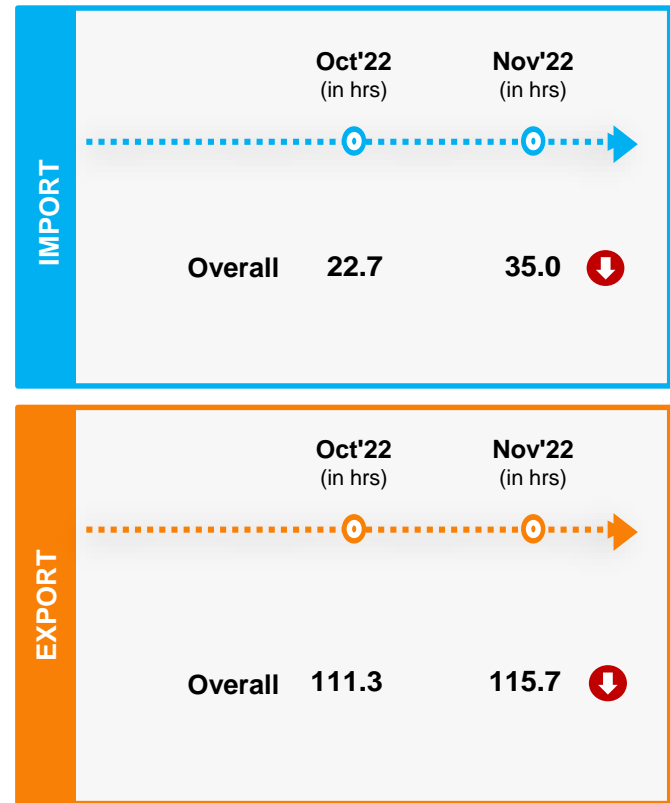 IMPORT
Oct'22 Nov'22
(in hrs) (in hrs)
Overall 22.7 35.0
EXPORT
Oct'22 Nov'22
(in hrs) (in hrs)
Overall 111.3 115.7